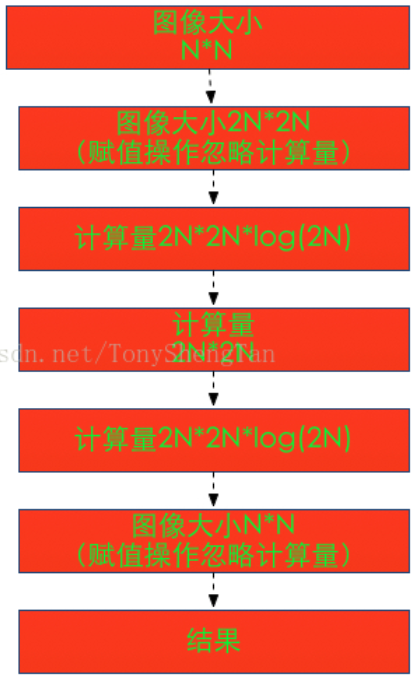 图像大小
N*N
图像大小2N*2N
（赋值操作忽略计算量）
计算量2N*2N*log(2N)
计算量
2N*2N
sdn.net/TonyShengTan
计算量2N*2N*log(2N)
图像大小N*N
（赋值操作忽略计算量）
结果